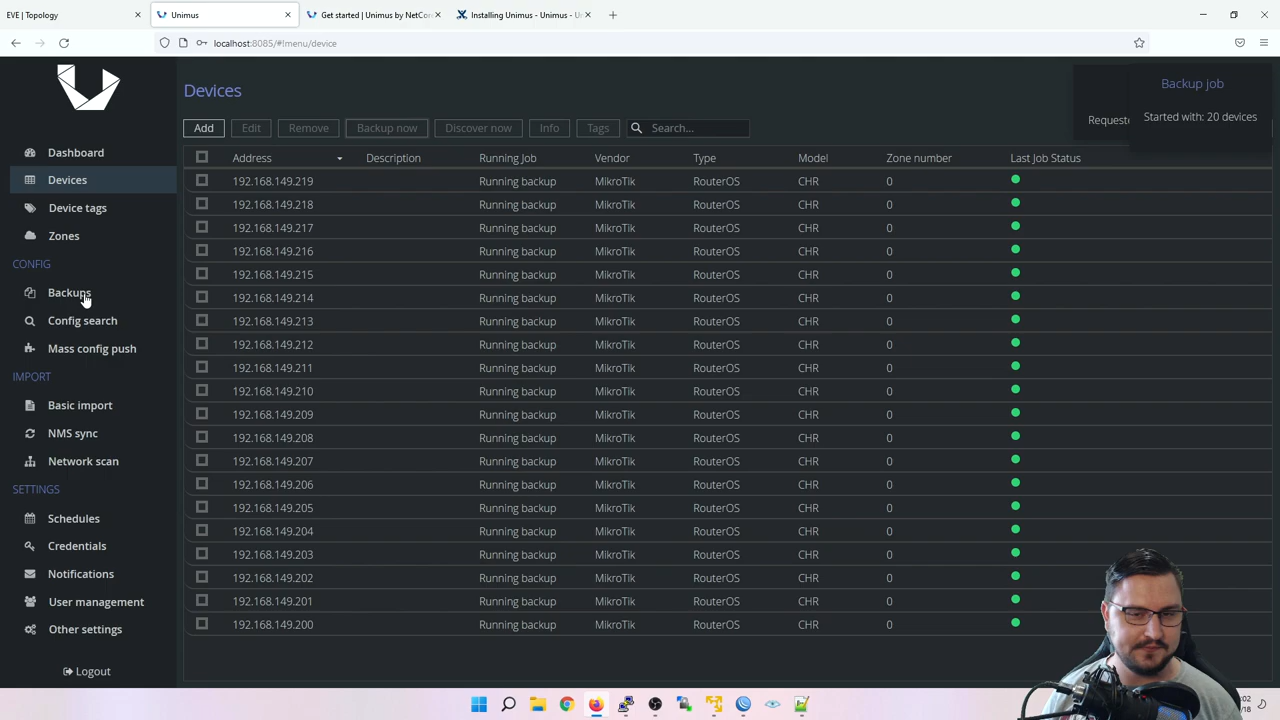 EVE | Topology
Unimus
Get started | Unimus by NetCor
Installing Unimus - Unimus - U
localhost:8085/#!menu/device
Devices
Backup job
Requeste
Started with: 20 devices
Add
Edit
Remove
Backup now
Discover now
Info
Tags
Search...
Dashboard
Devices
Device tags
Zones
CONFIG
Backups
Config search
Mass config push
IMPORT
Basic import
NMS sync
Network scan
SETTINGS
Schedules
Credentials
Notifications
User management
Other settings
Logout
Address Description Running Job Vendor Type Model Zone number Last Job Status
192.168.149.219 Running backup MikroTik RouterOS CHR 0
192.168.149.218 Running backup MikroTik RouterOS CHR 0
192.168.149.217 Running backup MikroTik RouterOS CHR 0
192.168.149.216 Running backup MikroTik RouterOS CHR 0
192.168.149.215 Running backup MikroTik RouterOS CHR 0
192.168.149.214 Running backup MikroTik RouterOS CHR 0
192.168.149.213 Running backup MikroTik RouterOS CHR 0
192.168.149.212 Running backup MikroTik RouterOS CHR 0
192.168.149.211 Running backup MikroTik RouterOS CHR 0
192.168.149.210 Running backup MikroTik RouterOS CHR 0
192.168.149.209 Running backup MikroTik RouterOS CHR 0
192.168.149.208 Running backup MikroTik RouterOS CHR 0
192.168.149.207 Running backup MikroTik RouterOS CHR 0
192.168.149.206 Running backup MikroTik RouterOS CHR 0
192.168.149.205 Running backup MikroTik RouterOS CHR 0
192.168.149.204 Running backup MikroTik RouterOS CHR 0
192.168.149.203 Running backup MikroTik RouterOS CHR 0
192.168.149.202 Running backup MikroTik RouterOS CHR 0
192.168.149.201 Running backup MikroTik RouterOS CHR 0
192.168.149.200 Running backup MikroTik RouterOS CHR 0